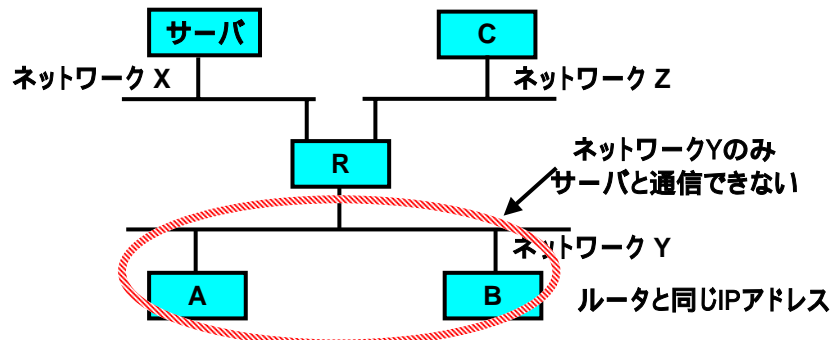 サーバ
C
ネットワーク X
ネットワーク Z
R
ネットワークYのみ
サーバと通信できない
ネットワーク Y
A
B
ルータと同じIPアドレス